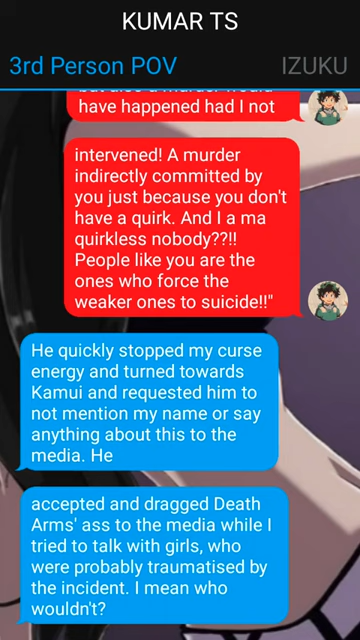 KUMAR TS
3rd Person POV
IZUKU
have happened had I not
intervened! A murder
indirectly committed by
you just because you don't
have a quirk. And I a ma
quirkless nobody??!!
People like you are the
ones who force the
weaker ones to suicide!!"
He quickly stopped my curse
energy and turned towards
Kamui and requested him to
not mention my name or say
anything about this to the
media. He
accepted and dragged Death
Arms' ass to the media while I
tried to talk with girls, who
were probably traumatised by
the incident. I mean who
wouldn't?